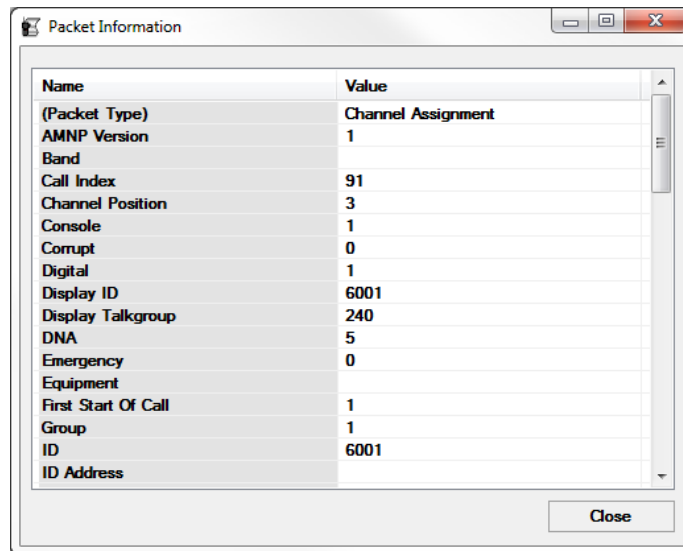 Packet Information
Name Value
(Packet Type) Channel Assignment
AMNP Version 1
Band
Call Index 91
Channel Position 3
Console 1
Corrupt 0
Digital 1
Display ID 6001
Display Talkgroup 240
DNA 5
Emergency 0
Equipment
First Start Of Call 1
Group 1
ID 6001
ID Address
Close